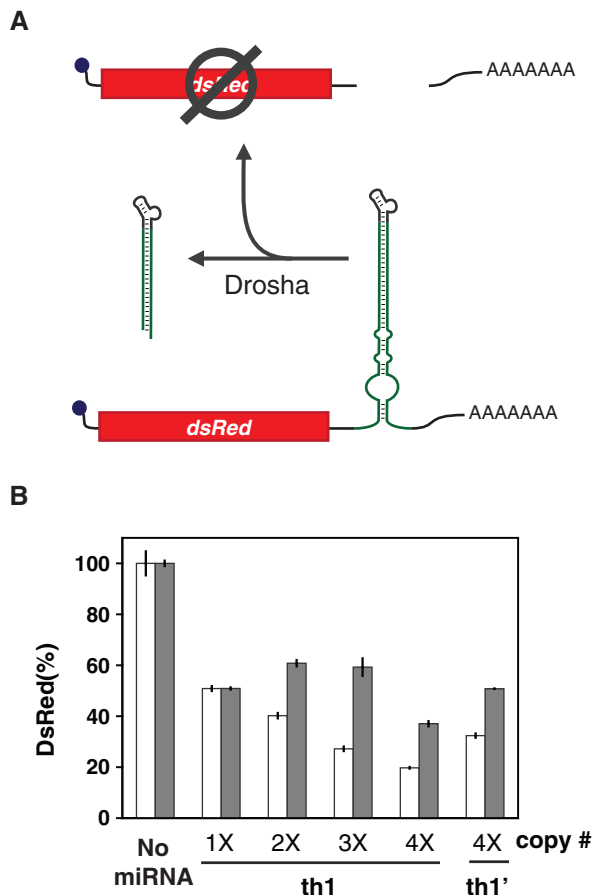 A
dsRed
AAAAAAA
Drosha
dsRed
AAAAAAA
B
DsRed(%)
100
80
60
40
20
0
No miRNA
1X 2X 3X 4X 4X copy #
th1 th1'